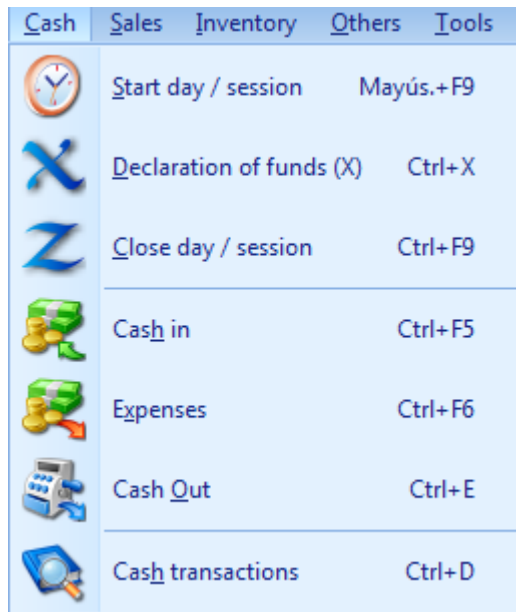 Cash Sales Inventory Others Tools
Start day / session Mayús.+F9
Declaration of funds (X) Ctrl+X
Close day / session Ctrl+F9
Cash in Ctrl+F5
Expenses Ctrl+F6
Cash Out Ctrl+E
Cash transactions Ctrl+D